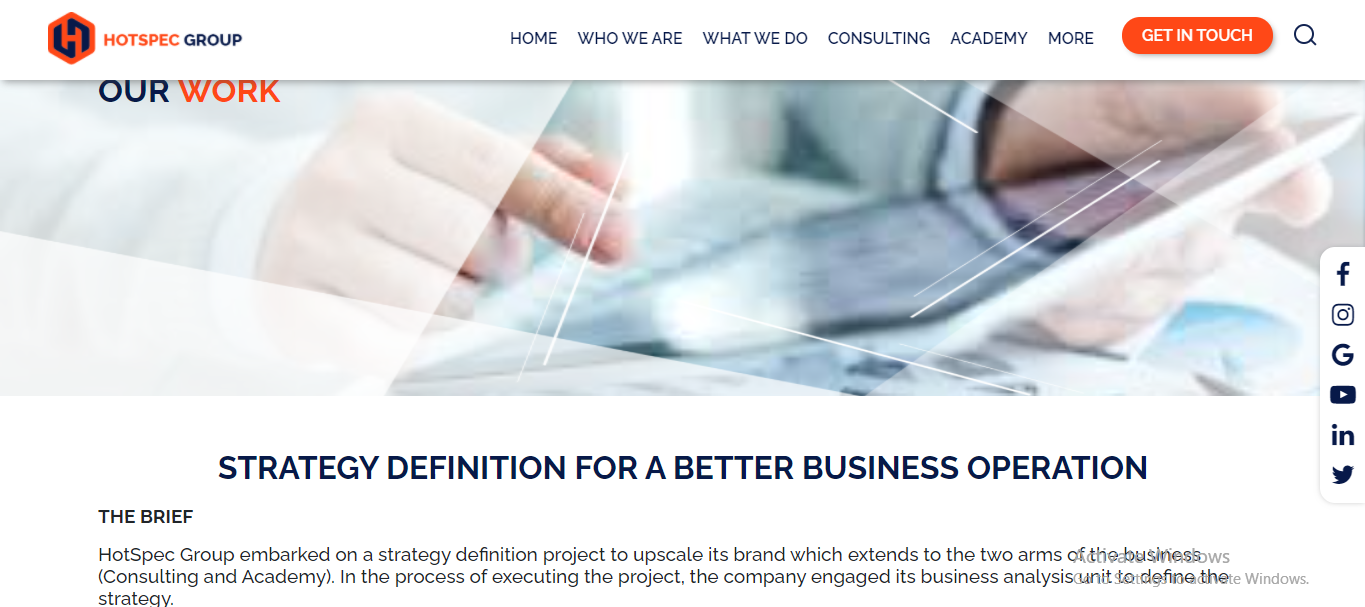 HOTSPEC GROUP
HOME WHO WE ARE WHAT WE DO CONSULTING ACADEMY MORE GET IN TOUCH
OUR WORK
STRATEGY DEFINITION FOR A BETTER BUSINESS OPERATION
THE BRIEF
HotSpec Group embarked on a strategy definition project to upscale its brand which extends to the two arms of the business
(Consulting and Academy). In the process of executing the project, the company engaged its business analysis unit to define the
strategy.
Activate Windows
Go to Settings to activate Windows.